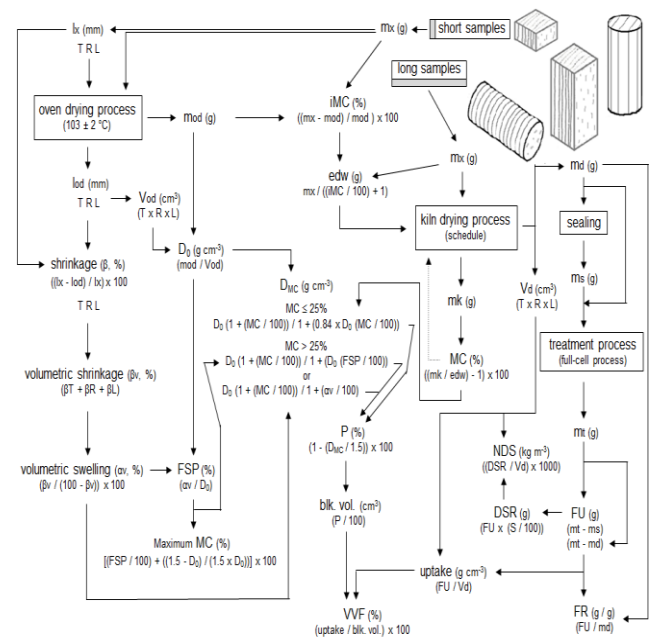 lx (mm)
T R L
mx (g)
short samples
long samples
oven drying process
(103 ± 2 °C)
mod (g)
iMC (%)
((mx - mod) / mod ) x 100
edw (g)
mx / ((iMC / 100) + 1)
mx (g)
md (g)
kiln drying process
(schedule)
sealing
ms (g)
lod (mm)
T R L
Vod (cm³)
(T x R x L)
D₀ (g cm³)
(mod / Vod)
shrinkage (β, %)
((lx - lod) / lx) x 100
T R L
DMC (g cm³)
MC ≤ 25%
D₀ (1 + (MC / 100)) / 1 + (0.84 x D₀ (MC / 100))
MC > 25%
D₀ (1 + (MC / 100)) / 1 + (D₀ (FSP / 100))
or
D₀ (1 + (MC / 100)) / 1 + (αv / 100)
mk (g)
MC (%)
((mk / edw) - 1) x 100
Vd (cm³)
(T x R x L)
treatment process
(full-cell process)
volumetric shrinkage (βv, %)
(βT + βR + βL)
volumetric swelling (αv, %)
(βv / (100 - βv)) x 100
FSP (%)
(αv / D₀)
Maximum MC (%)
[(FSP / 100) + ((1.5 - D₀) / (1.5 x D₀))] x 100
P (%)
(1 - (DMC / 1.5)) x 100
blk. vol. (cm³)
(P / 100)
mt (g)
NDS (kg m³)
((DSR / Vd) x 1000)
DSR (g)
(FU x (S / 100))
FU (g)
(mt - ms)
(mt - md)
uptake (g cm³)
(FU / Vd)
VVF (%)
(uptake / blk. vol.) x 100
FR (g / g)
(FU / md)